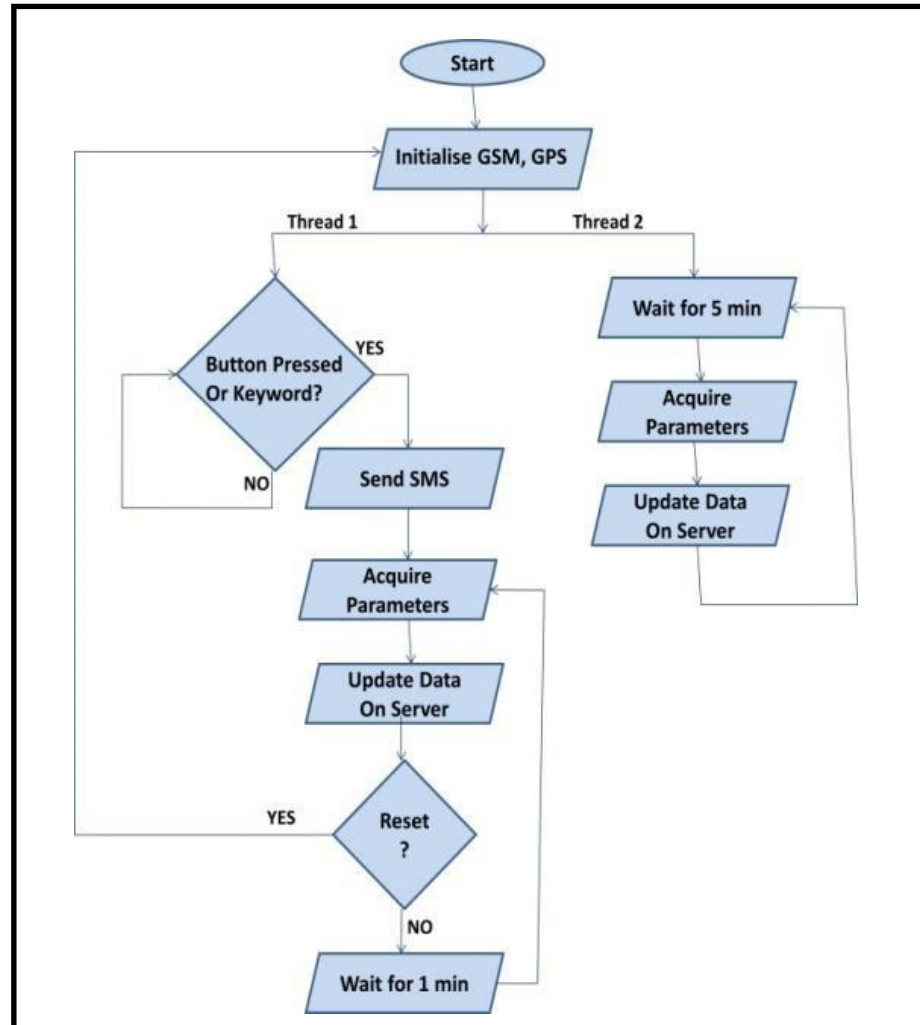 Start
Initialise GSM, GPS
Thread 1
Thread 2
Button Pressed
Or Keyword?
YES
NO
Send SMS
Acquire
Parameters
Update Data
On Server
Reset
?
YES
NO
Wait for 1 min
Wait for 5 min
Acquire
Parameters
Update Data
On Server